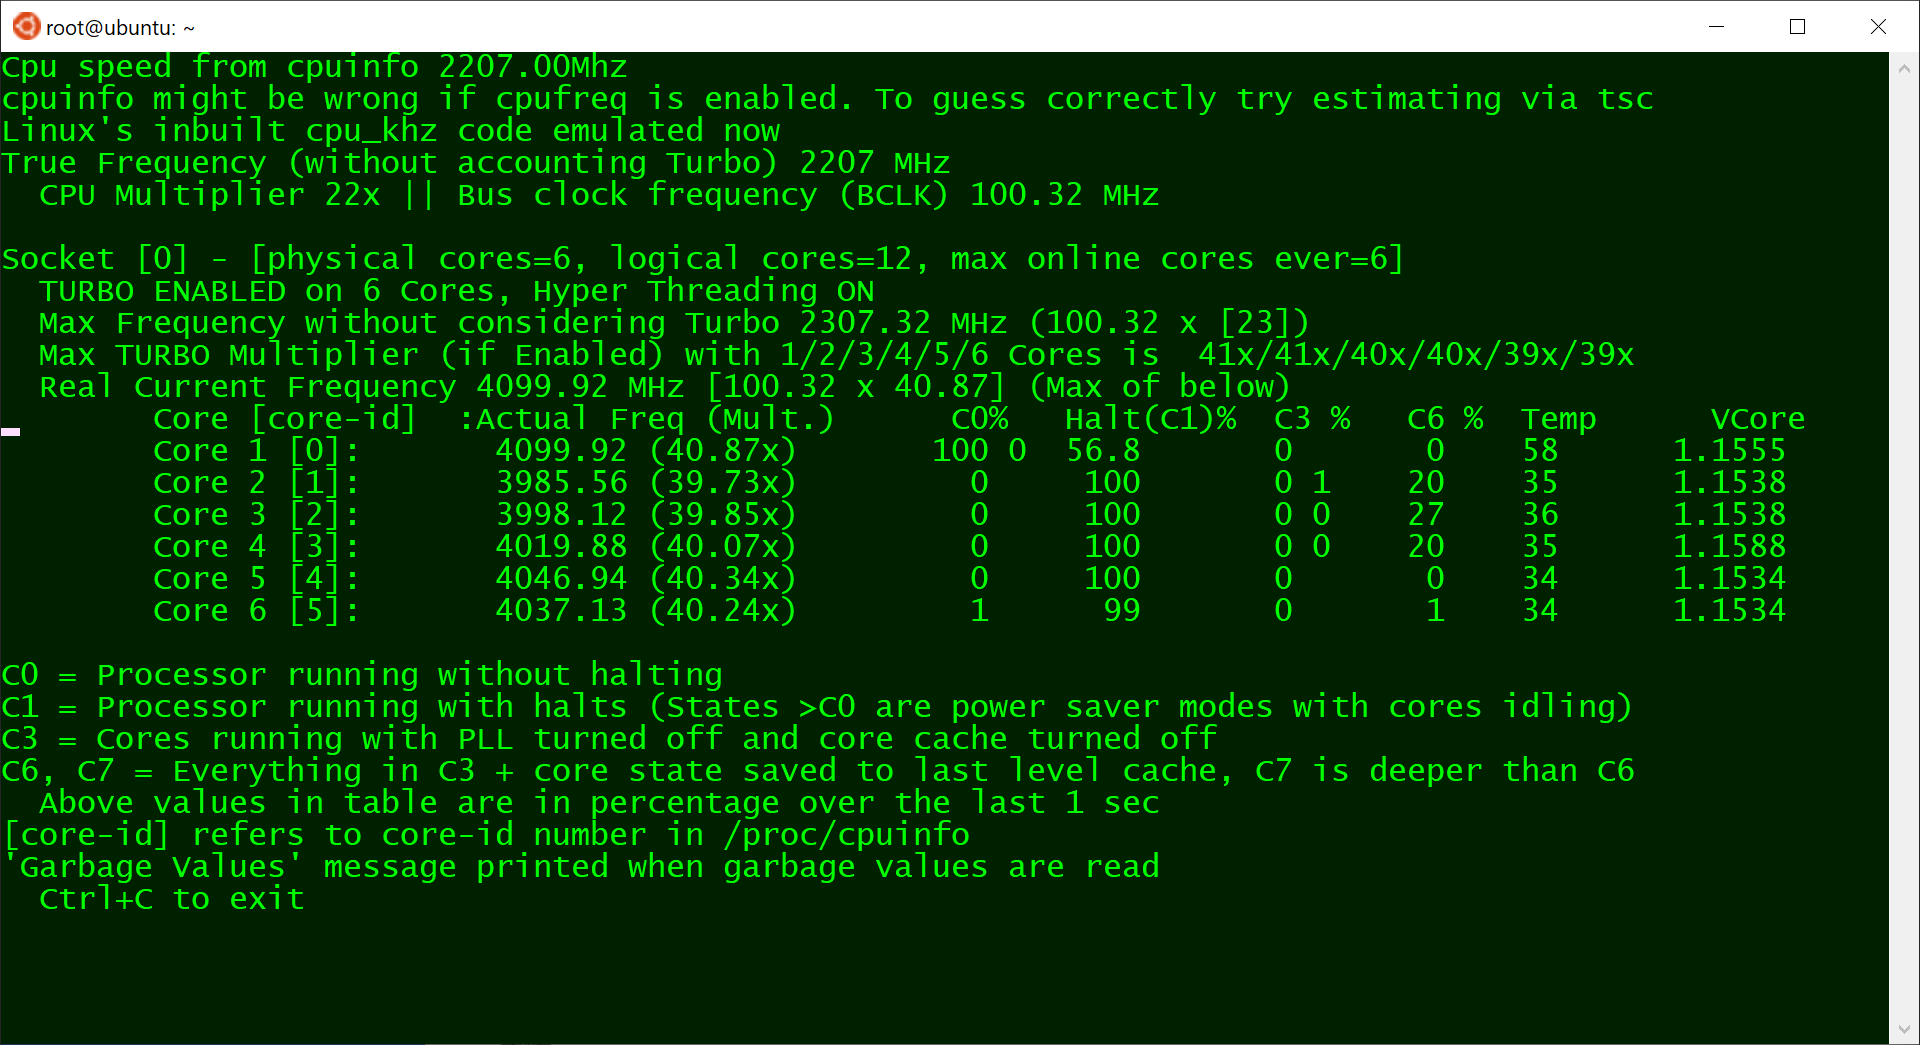 root@ubuntu: ~
Cpu speed from cpuinfo 2207.00Mhz
cpuinfo might be wrong if cpufreq is enabled. To guess correctly try estimating via tsc
Linux's inbuilt cpu_khz code emulated now
True Frequency (without accounting Turbo) 2207 MHz
  CPU Multiplier 22x || Bus clock frequency (BCLK) 100.32 MHz

Socket [0] - [physical cores=6, logical cores=12, max online cores ever=6]
  TURBO ENABLED on 6 Cores, Hyper Threading ON
  Max Frequency without considering Turbo 2307.32 MHz (100.32 x [23])
  Max TURBO Multiplier (if Enabled) with 1/2/3/4/5/6 Cores is  41x/41x/40x/40x/39x/39x
  Real Current Frequency 4099.92 MHz [100.32 x 40.87] (Max of below)
        Core [core-id]  :Actual Freq (Mult.)      C0%   Halt(C1)%  C3 %   C6 %  Temp      VCore
        Core 1 [0]:       4099.92 (40.87x)       100 0  56.8       0       0    58      1.1555
        Core 2 [1]:       3985.56 (39.73x)         0     100       0 1    20    35      1.1538
        Core 3 [2]:       3998.12 (39.85x)         0     100       0 0    27    36      1.1538
        Core 4 [3]:       4019.88 (40.07x)         0     100       0 0    20    35      1.1588
        Core 5 [4]:       4046.94 (40.34x)         0     100       0       0    34      1.1534
        Core 6 [5]:       4037.13 (40.24x)         1      99       0       1    34      1.1534

C0 = Processor running without halting
C1 = Processor running with halts (States >C0 are power saver modes with cores idling)
C3 = Cores running with PLL turned off and core cache turned off
C6, C7 = Everything in C3 + core state saved to last level cache, C7 is deeper than C6
  Above values in table are in percentage over the last 1 sec
[core-id] refers to core-id number in /proc/cpuinfo
'Garbage Values' message printed when garbage values are read
  Ctrl+C to exit